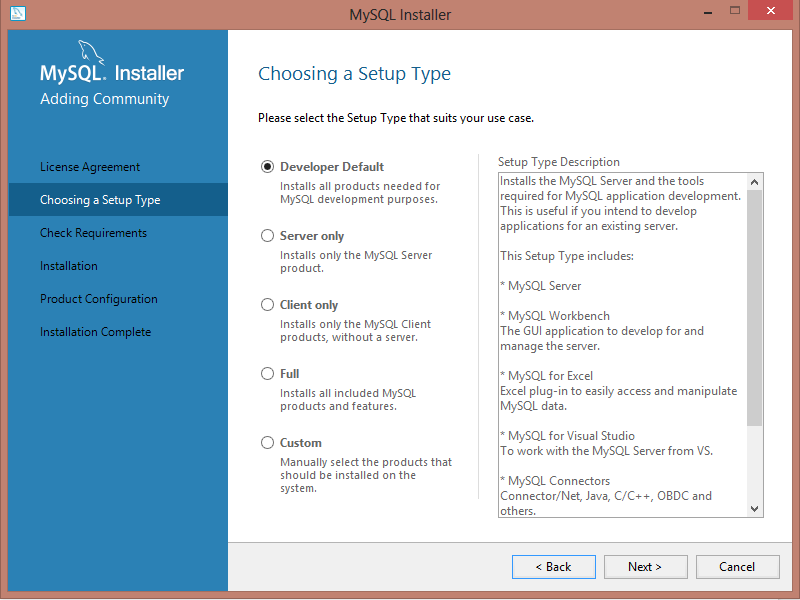 MySQL Installer
MySQL. Installer
Adding Community
License Agreement
Choosing a Setup Type
Check Requirements
Installation
Product Configuration
Installation Complete
Choosing a Setup Type
Please select the Setup Type that suits your use case.
Developer Default
Installs all products needed for
MySQL development purposes.
Server only
Installs only the MySQL Server
product.
Client only
Installs only the MySQL Client
products, without a server.
Full
Installs all included MySQL
products and features.
Custom
Manually select the products that
should be installed on the
system.
Setup Type Description
Installs the MySQL Server and the tools
required for MySQL application development.
This is useful if you intend to develop
applications for an existing server.
This Setup Type includes:
* MySQL Server
* MySQL Workbench
The GUI application to develop for and
manage the server.
* MySQL for Excel
Excel plug-in to easily access and manipulate
MySQL data.
* MySQL for Visual Studio
To work with the MySQL Server from VS.
* MySQL Connectors
Connector/Net, Java, C/C++, OBDC and
others.
< Back
Next >
Cancel